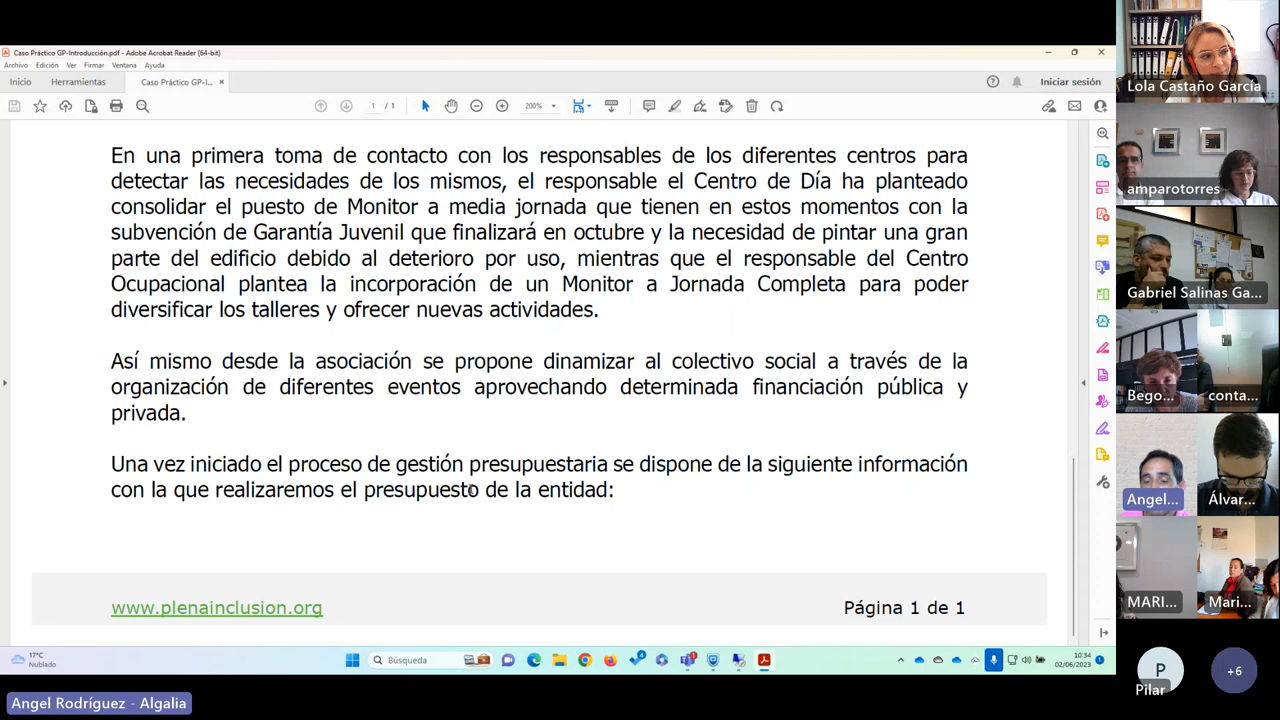 Caso Práctico GP-Introducción.pdf - Adobe Acrobat Reader (64-bit)
Archivo Edición Ver Firmar Ventana Ayuda
Inicio Herramientas Caso Práctico GP-I... × Iniciar sesión
1 / 1 200%
En una primera toma de contacto con los responsables de los diferentes centros para
detectar las necesidades de los mismos, el responsable el Centro de Día ha planteado
consolidar el puesto de Monitor a media jornada que tienen en estos momentos con la
subvención de Garantía Juvenil que finalizará en octubre y la necesidad de pintar una gran
parte del edificio debido al deterioro por uso, mientras que el responsable del Centro
Ocupacional plantea la incorporación de un Monitor a Jornada Completa para poder
diversificar los talleres y ofrecer nuevas actividades.
Así mismo desde la asociación se propone dinamizar al colectivo social a través de la
organización de diferentes eventos aprovechando determinada financiación pública y
privada.
Una vez iniciado el proceso de gestión presupuestaria se dispone de la siguiente información
con la que realizaremos el presupuesto de la entidad:
www.plenainclusion.org Página 1 de 1
17°C
Nublado
Búsqueda
10:34
02/06/2023
Angel Rodríguez - Algalia
Lola Castaño García
amparotorres
Gabriel Salinas Ga...
Bego... conta...
Angel... Álvar...
MARI... Mari...
P
Pilar
+6